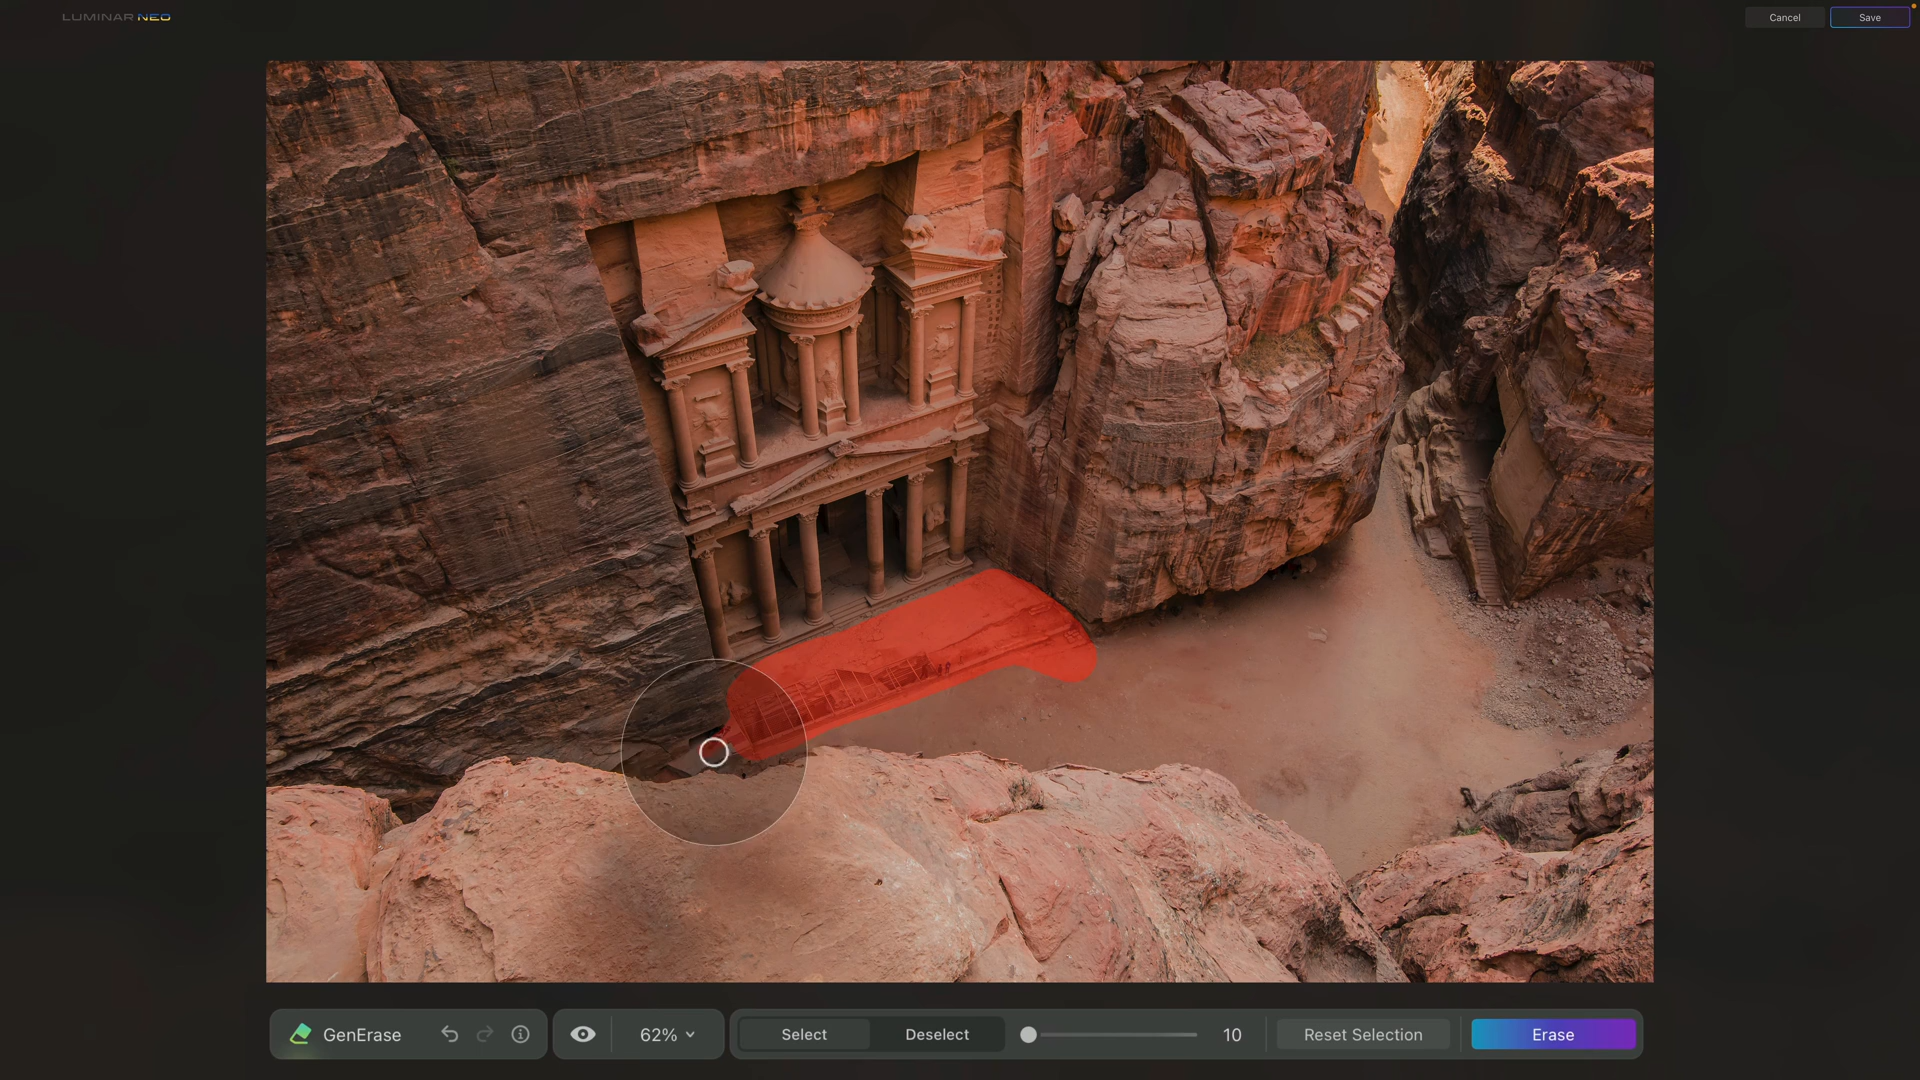 LUMINAR NEO
Cancel
Save
GenErase
62%
Select
Deselect
10
Reset Selection
Erase